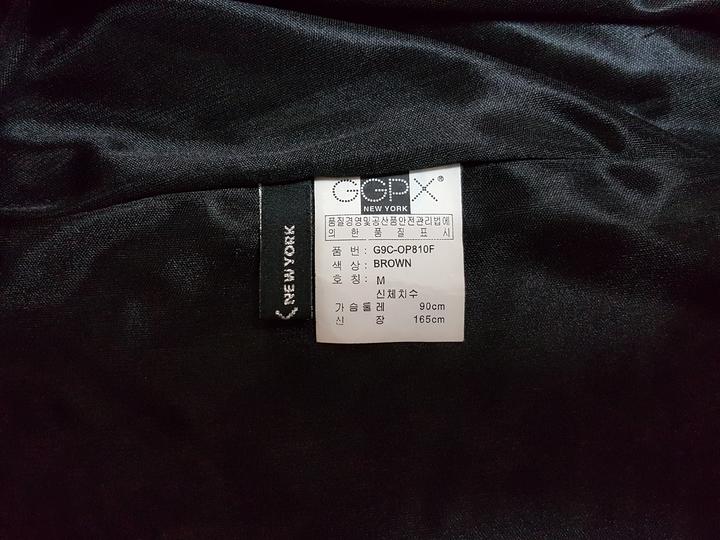 GGPX®
NEW YORK
품질경영및공산품안전관리법에
의 한 품 질 표 시
품 번 : G9C-OP810F
색 상 : BROWN
호 칭 : M
신체치수
가슴둘레 90cm
신 장 165cm
NEW YORK